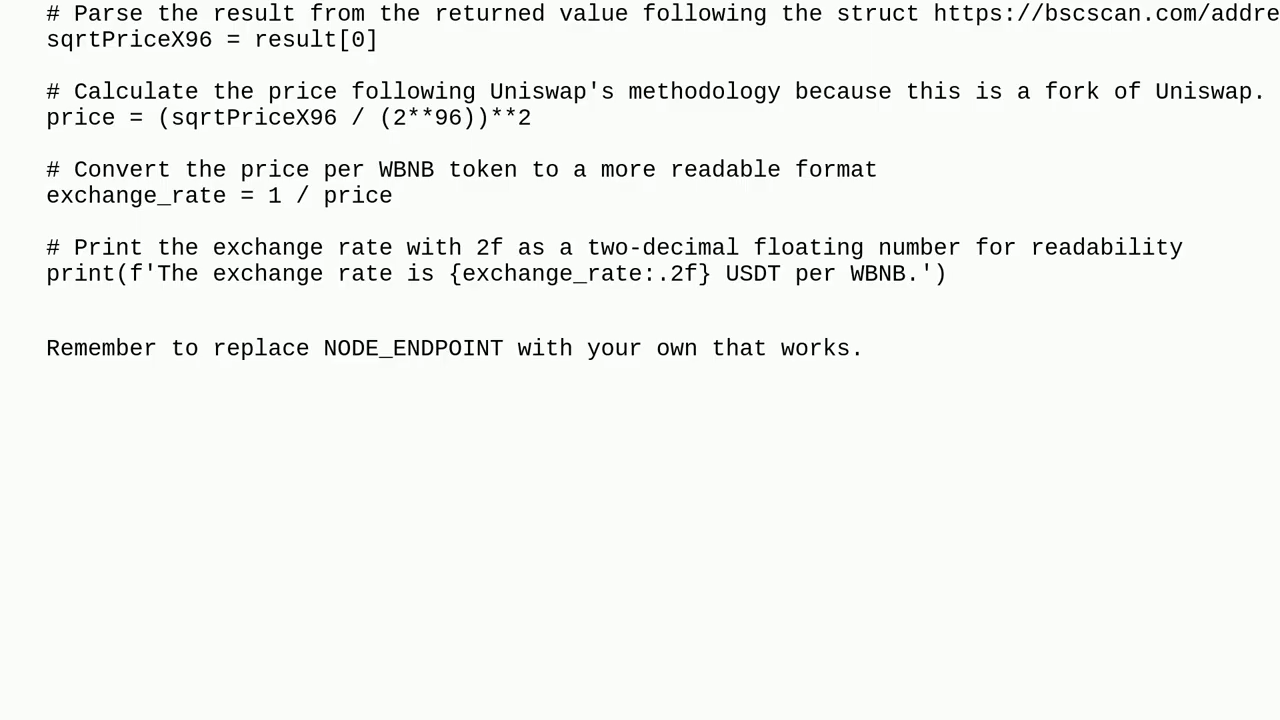 # Parse the result from the returned value following the struct https://bscscan.com/addre
sqrtPriceX96 = result[0]
# Calculate the price following Uniswap's methodology because this is a fork of Uniswap.
price = (sqrtPriceX96 / (2**96))**2
# Convert the price per WBNB token to a more readable format
exchange_rate = 1 / price
# Print the exchange rate with 2f as a two-decimal floating number for readability
print(f'The exchange rate is {exchange_rate:.2f} USDT per WBNB.')
Remember to replace NODE_ENDPOINT with your own that works.